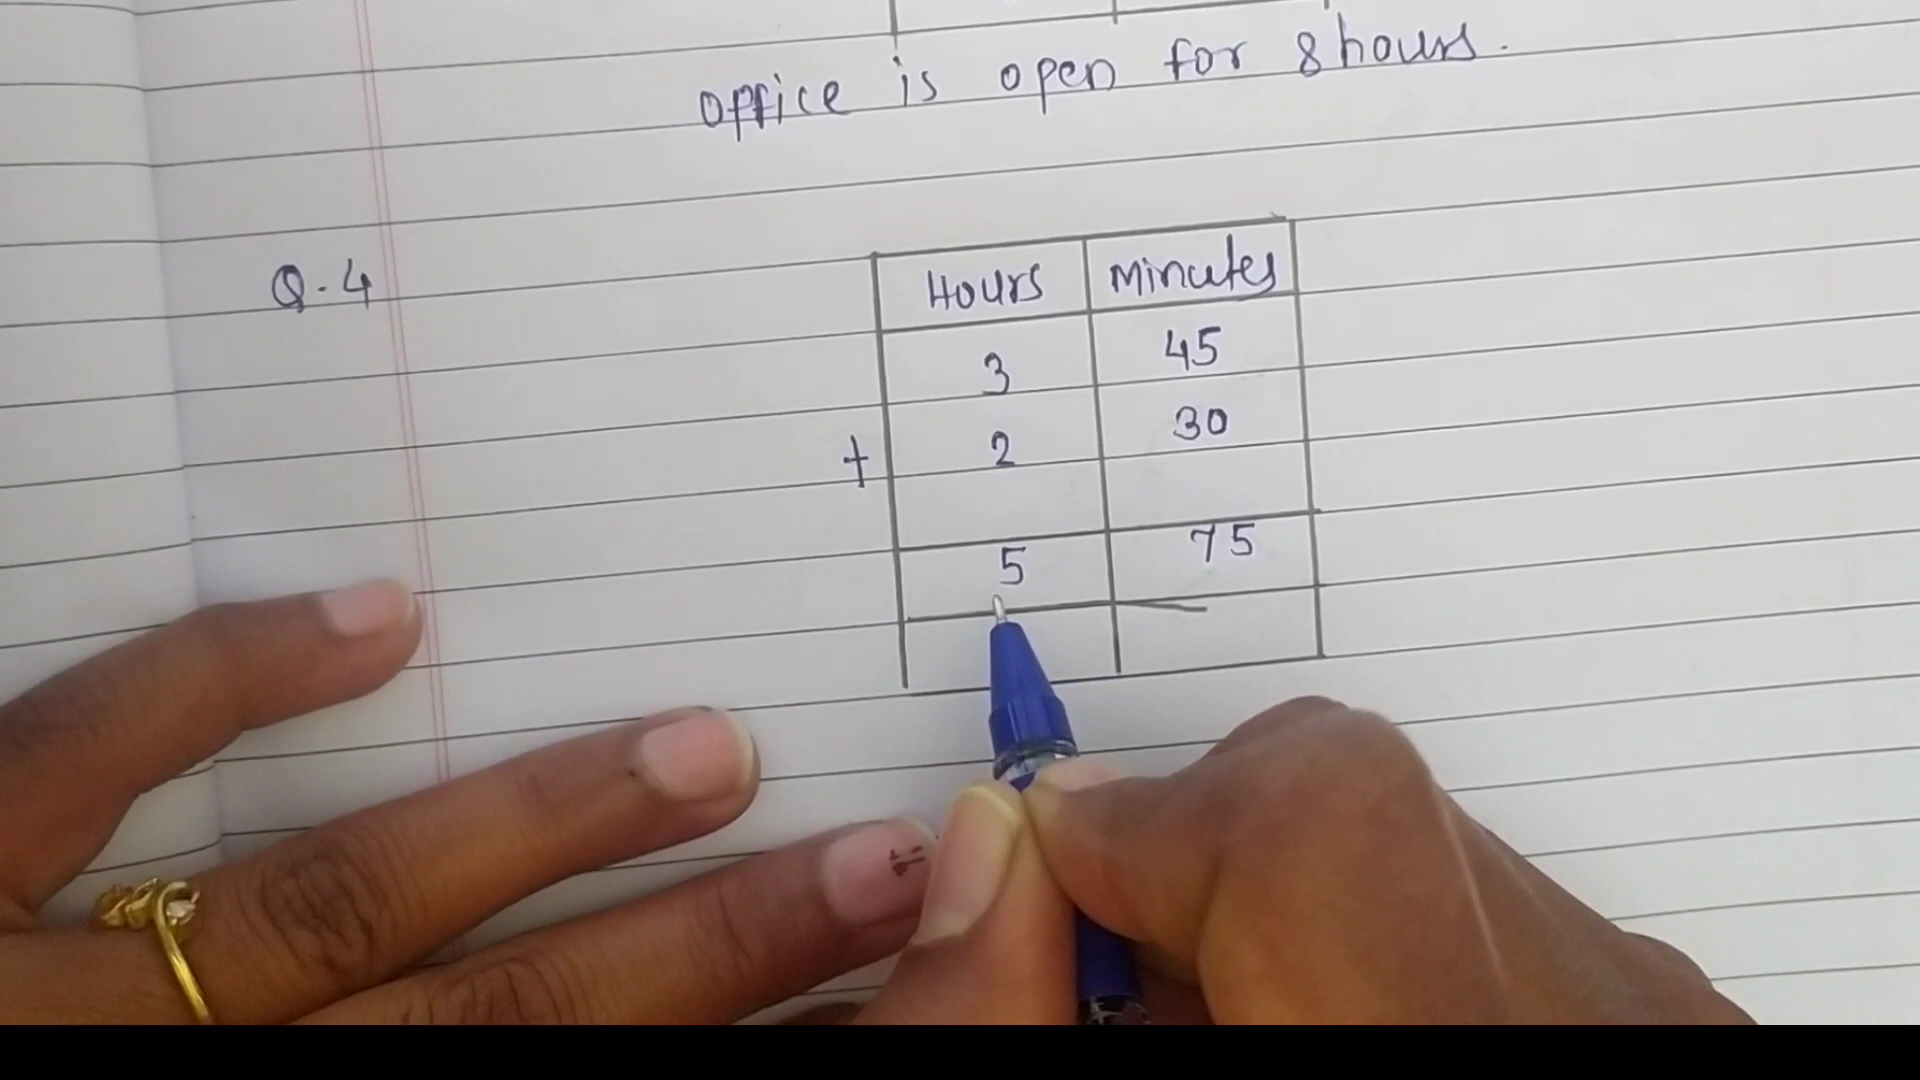 office is open for 8 hours.
Q.4
Hours Minutes
3 45
+ 2 30
5 75